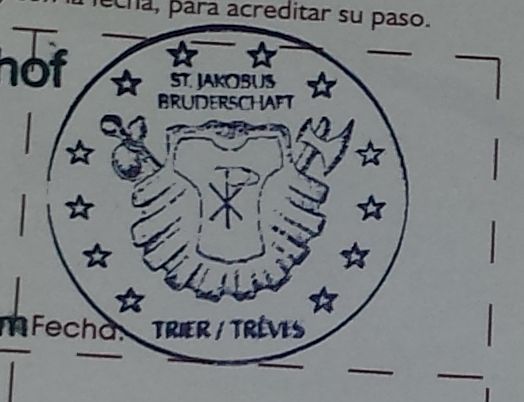 la fecha, para acreditar su paso.
hof
ST. JAKOBUS
BRUDERSCHAFT
m Fecha:
TRIER / TRÈVES